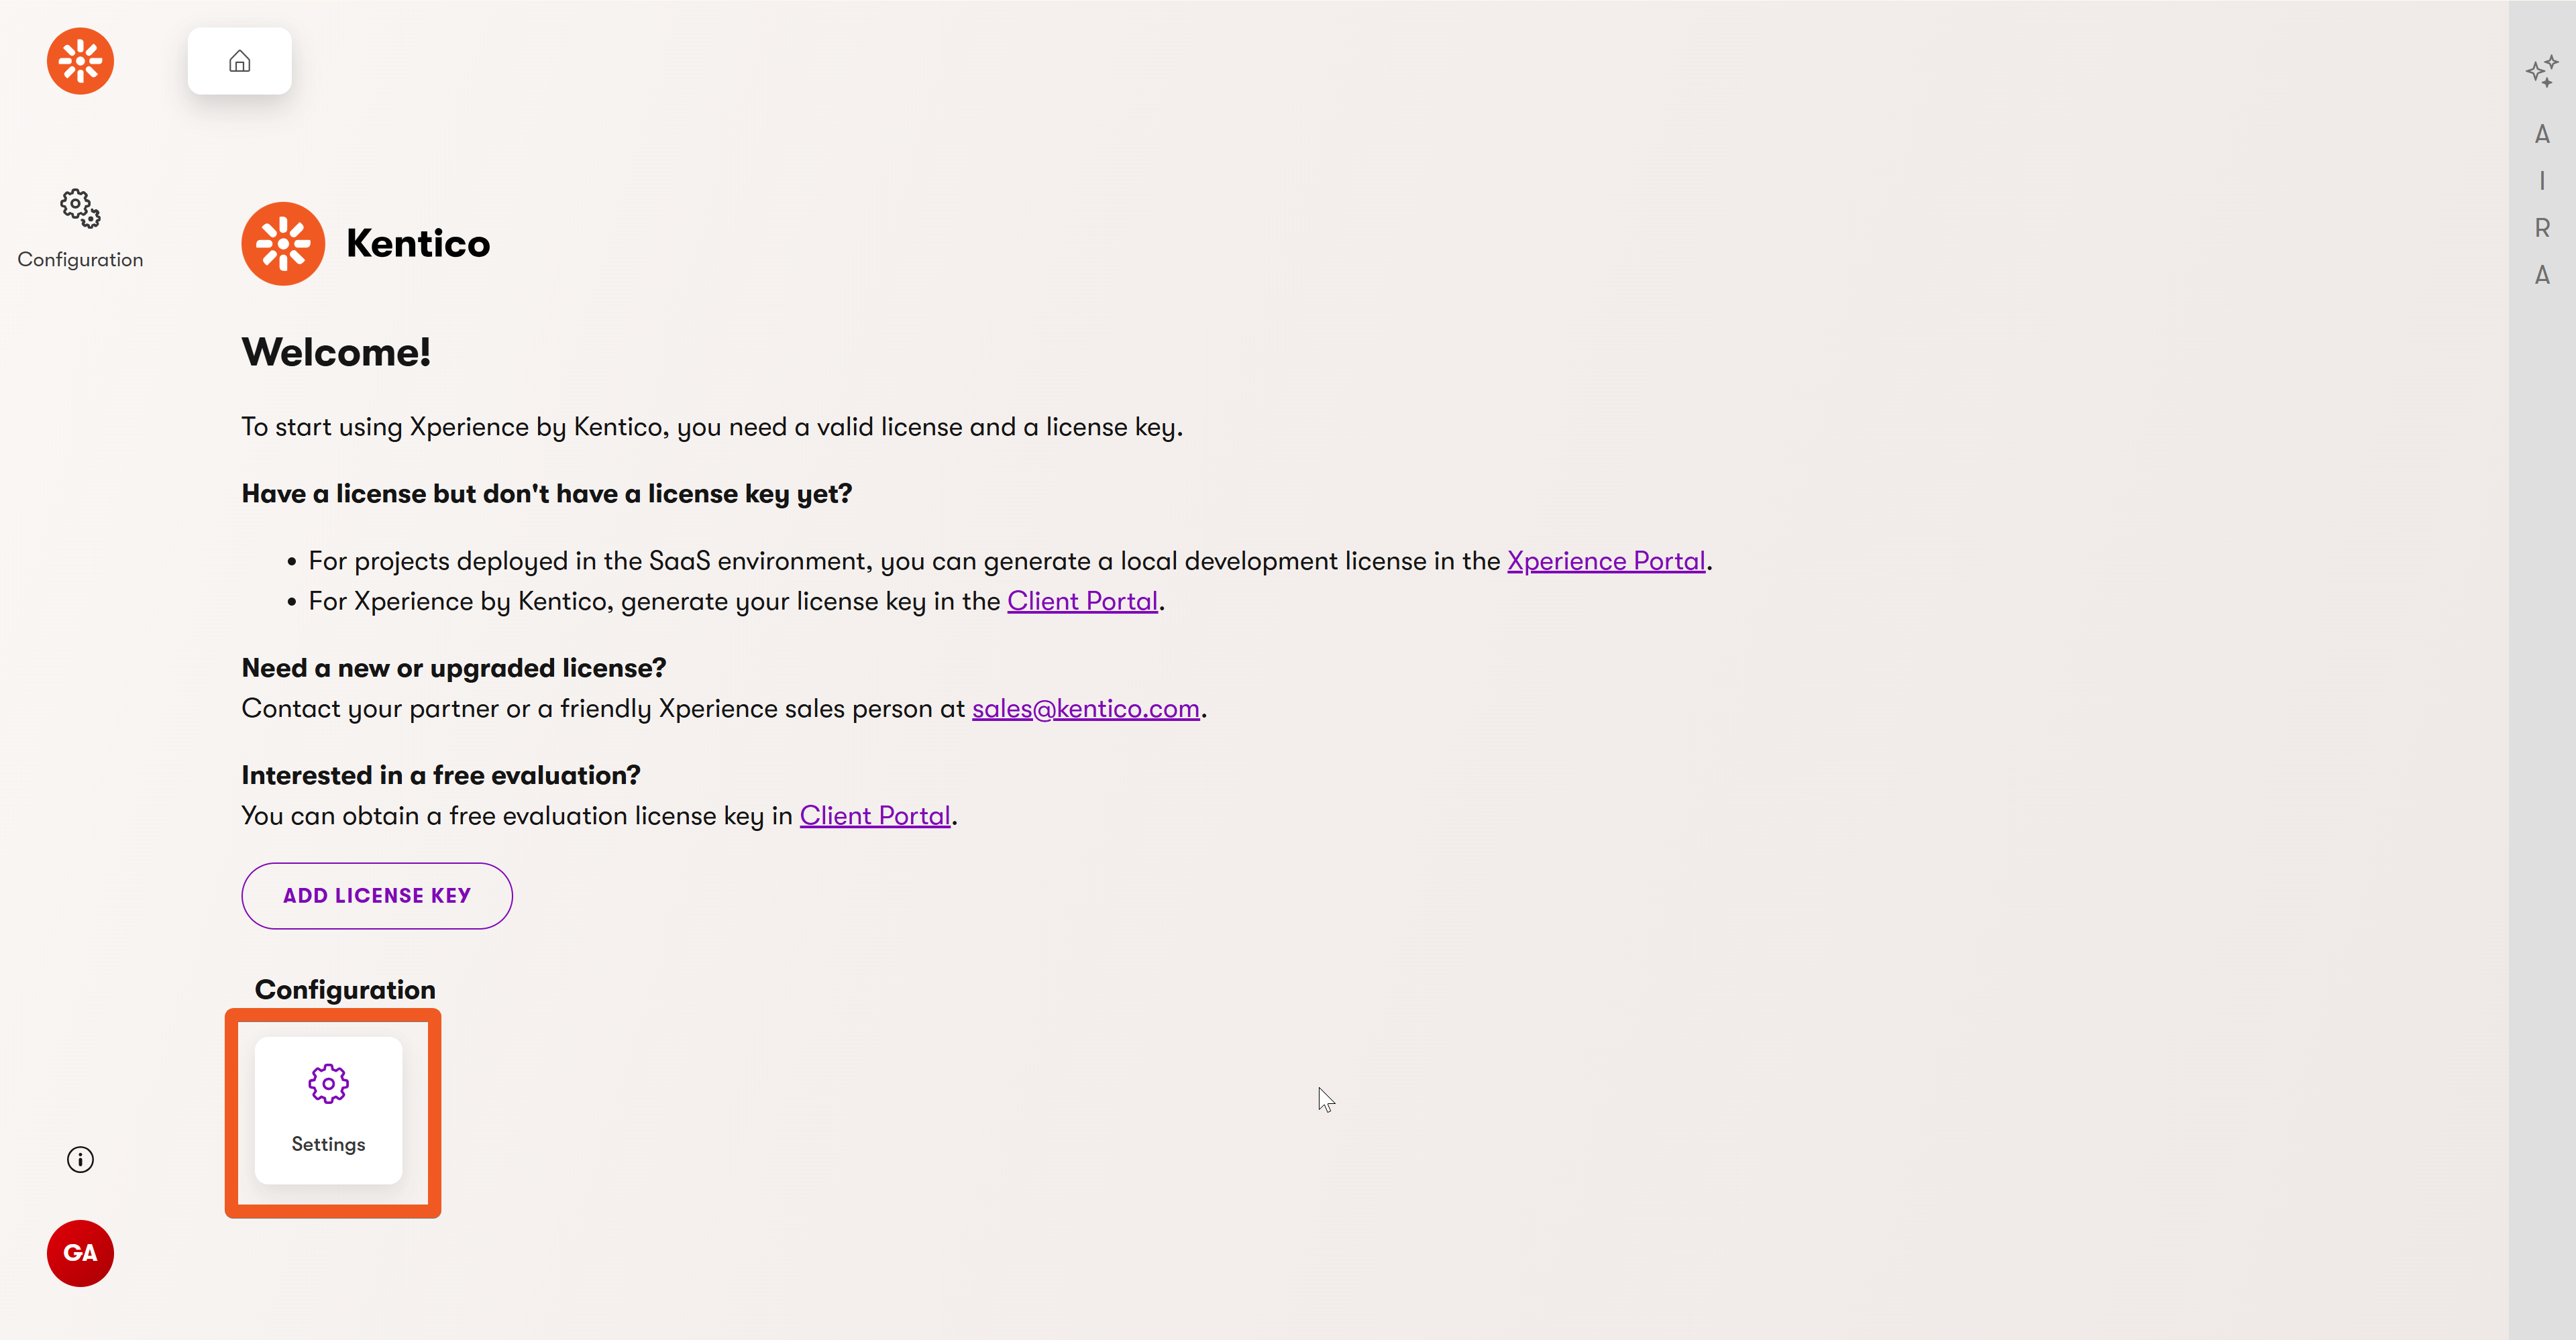 Configuration
Kentico
Welcome!
To start using Xperience by Kentico, you need a valid license and a license key.
Have a license but don't have a license key yet?
• For projects deployed in the SaaS environment, you can generate a local development license in the Xperience Portal.
• For Xperience by Kentico, generate your license key in the Client Portal.
Need a new or upgraded license?
Contact your partner or a friendly Xperience sales person at sales@kentico.com.
Interested in a free evaluation?
You can obtain a free evaluation license key in Client Portal.
ADD LICENSE KEY
Configuration
Settings
GA
A
I
R
A